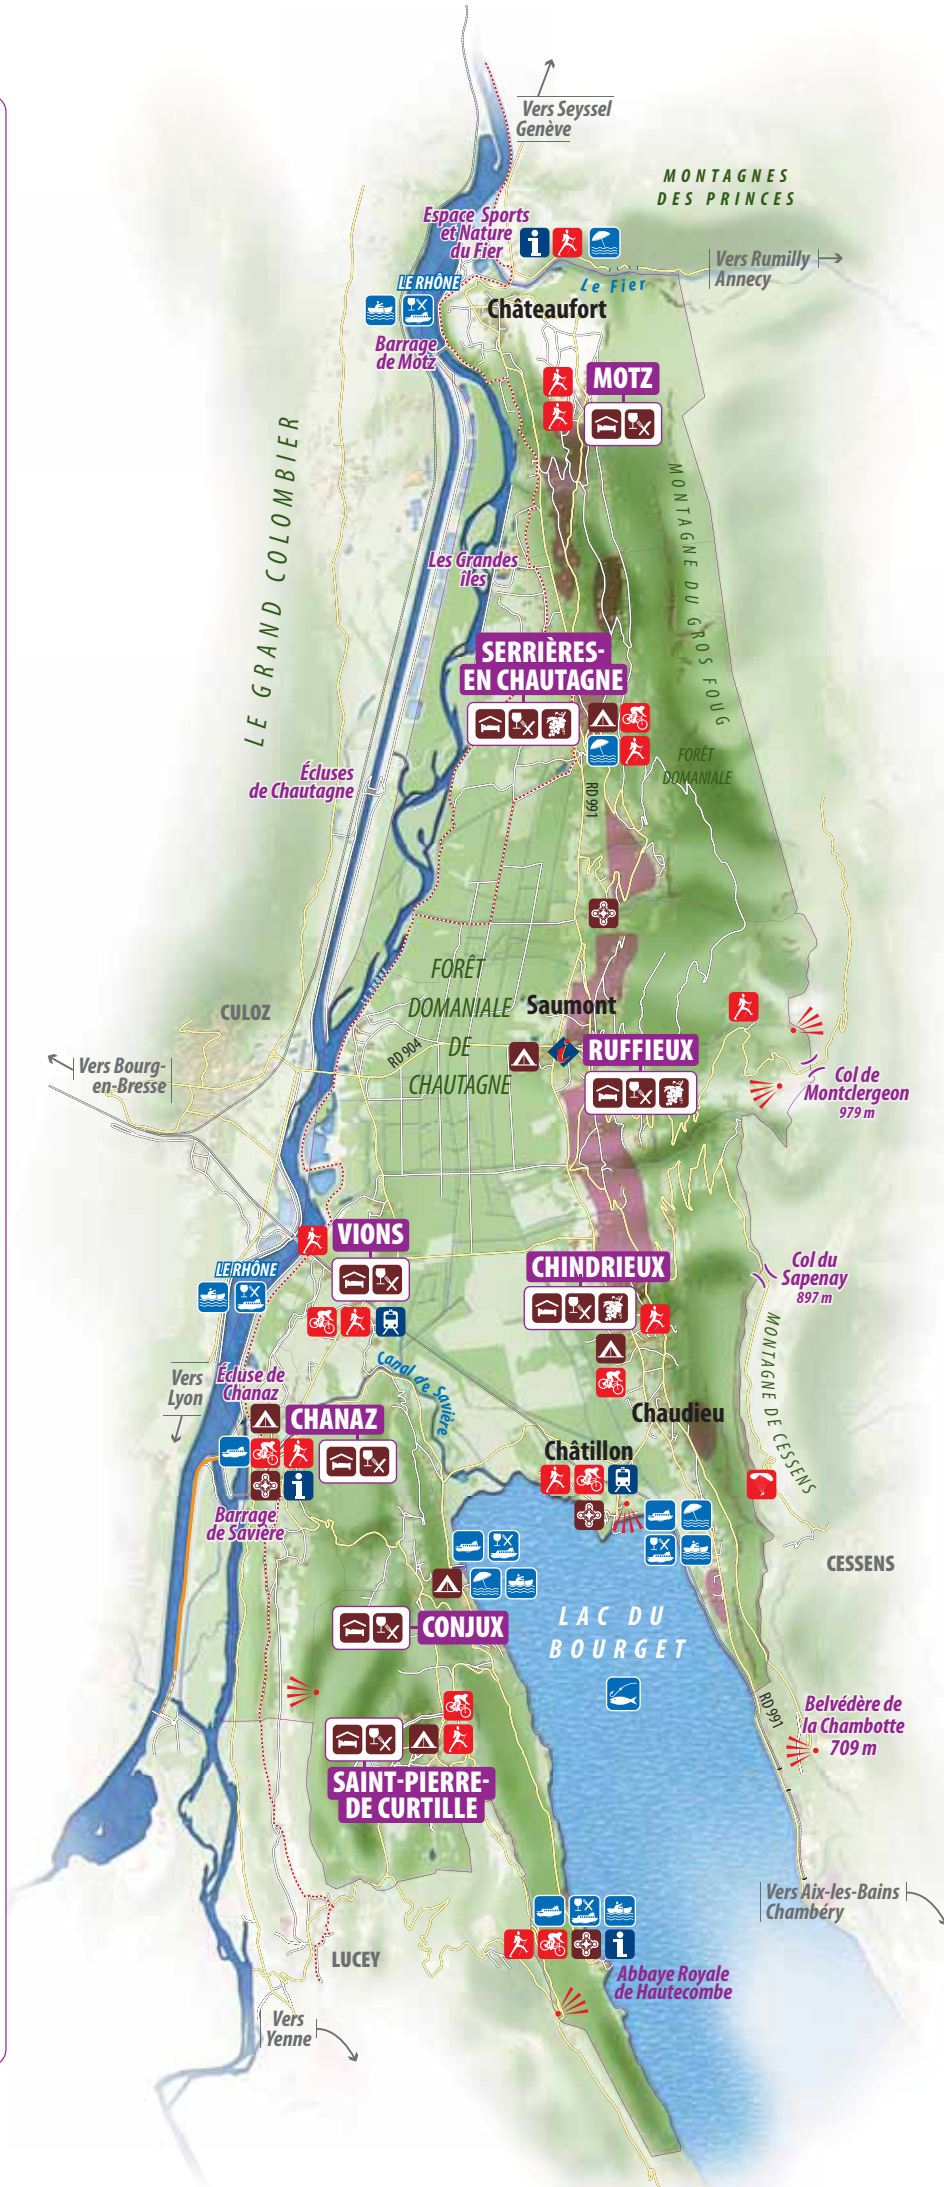 Vers Seyssel
Genève
MONTAGNES
DES PRINCES
Espace Sports
et Nature
du Fier
Vers Rumilly
Annecy
Le Fier
LE RHÔNE
Châteaufort
Barrage
de Motz
MOTZ
LE GRAND COLOMBIER
MONTAGNE DU GROS FOUG
Les Grandes
îles
SERRIÈRES-
EN CHAUTAGNE
FORÊT
DOMANIALE
Écluses
de Chautagne
RD 991
FORÊT
DOMANIALE
DE
CHAUTAGNE
LE RHÔNE
Saumont
CULOZ
RD 904
RUFFIEUX
Vers Bourg-
en-Bresse
Col de
Montclergeon
979 m
VIONS
LE RHÔNE
CHINDRIEUX
Col du
Sapenay
897 m
MONTAGNE DE CESSENS
Vers
Lyon
Écluse de
Chanaz
Canal de Savière
CHANAZ
Chaudieu
Châtillon
Barrage
de Savière
CESSENS
CONJUX
LAC DU
BOURGET
RD 991
Belvédère de
la Chambotte
709 m
SAINT-PIERRE-
DE CURTILLE
Vers Aix-les-Bains
Chambéry
LUCEY
Abbaye Royale
de Hautecombe
Vers
Yenne